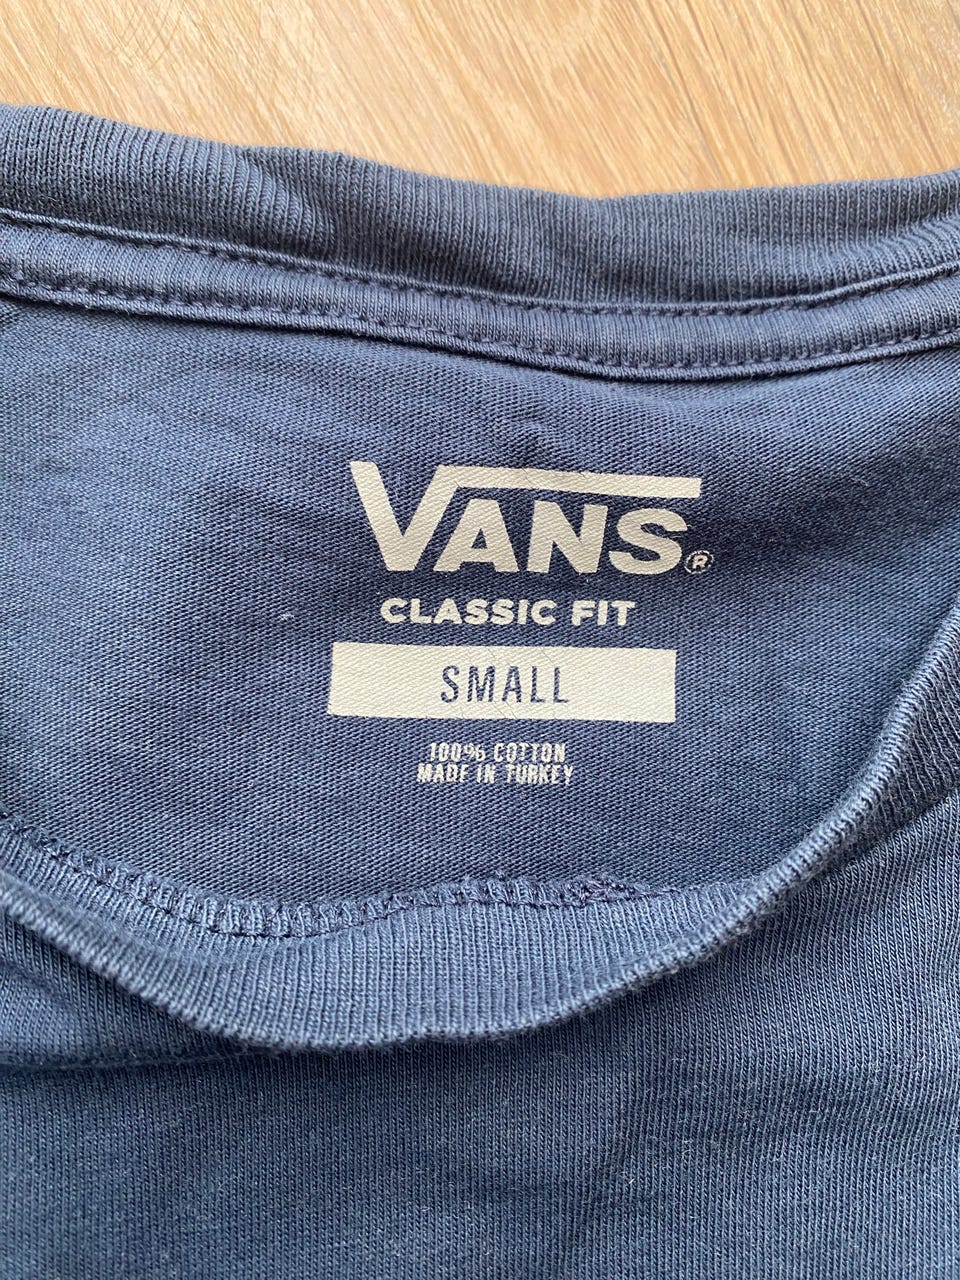 VANS®
CLASSIC FIT
SMALL
100% COTTON
MADE IN TURKEY